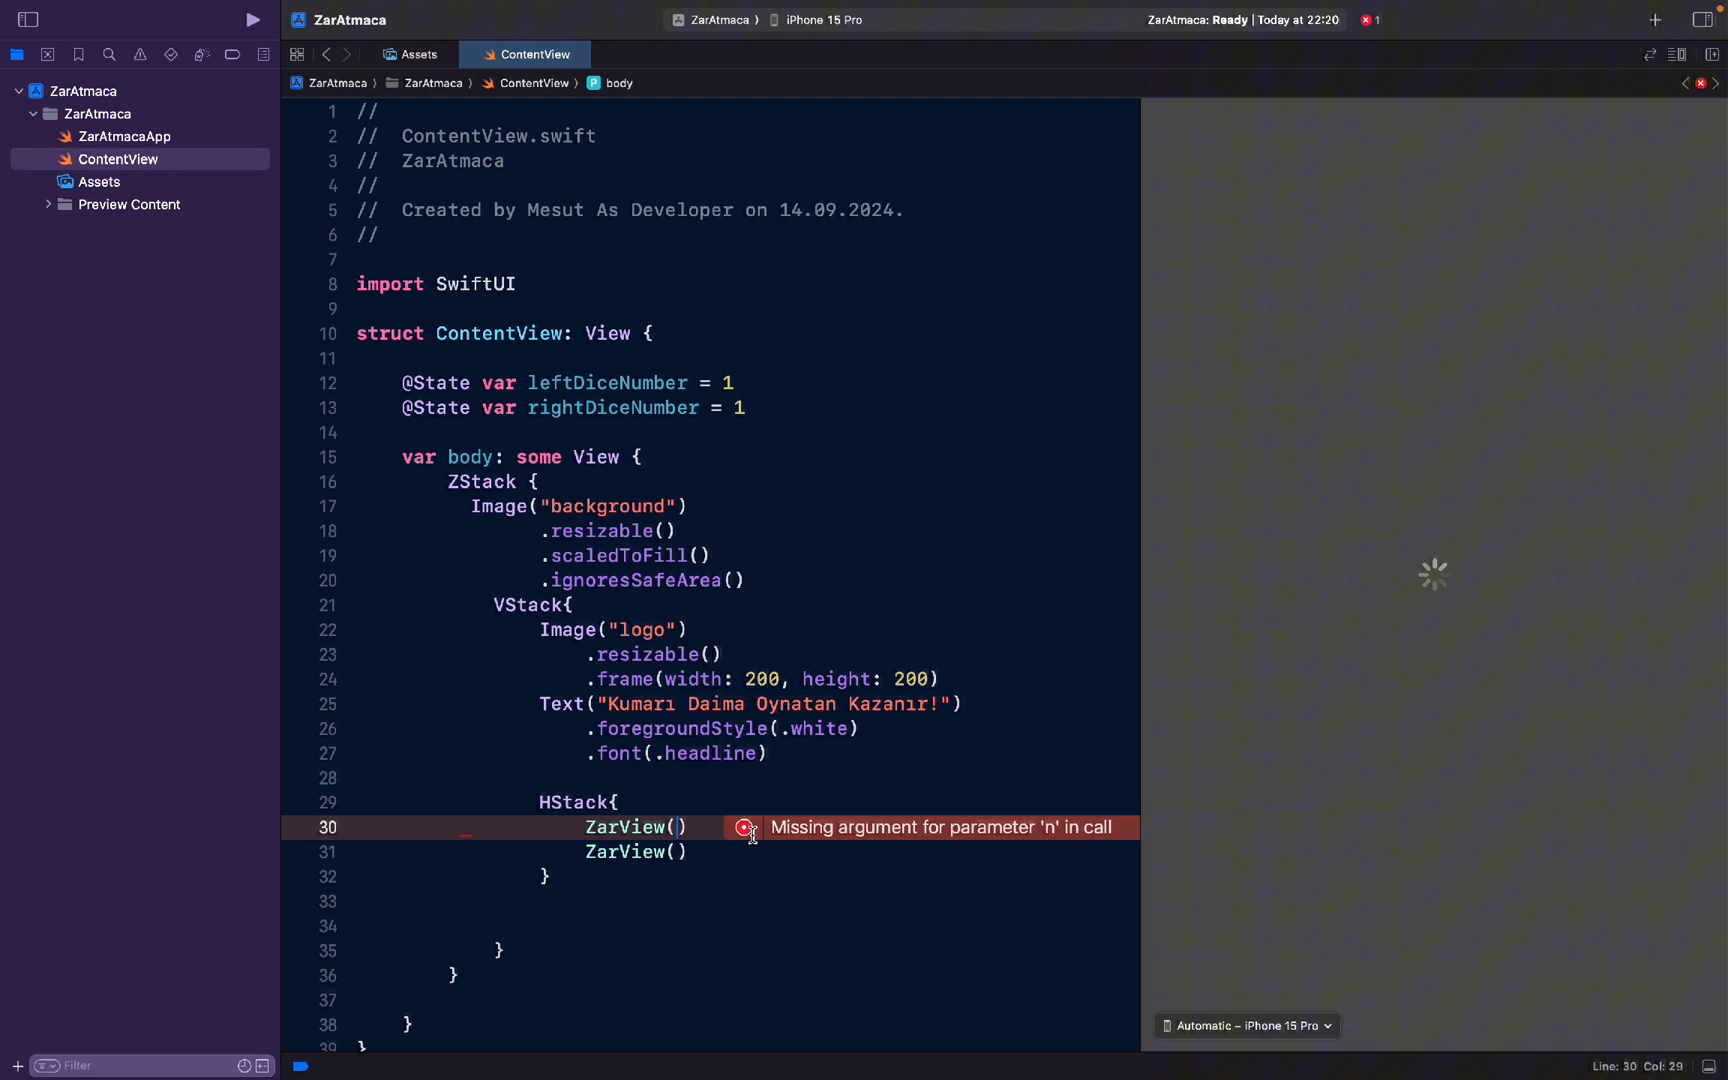 ZarAtmaca
ZarAtmaca
iPhone 15 Pro
ZarAtmaca: Ready | Today at 22:20
1
Assets
ContentView
ZarAtmaca
ZarAtmaca
ContentView
body
ZarAtmaca
ZarAtmaca
ZarAtmacaApp
ContentView
Assets
Preview Content
1 //
2 //  ContentView.swift
3 //  ZarAtmaca
4 //
5 //  Created by Mesut As Developer on 14.09.2024.
6 //
7
8 import SwiftUI
9
10 struct ContentView: View {
11
12 @State var leftDiceNumber = 1
13 @State var rightDiceNumber = 1
14
15 var body: some View {
16 ZStack {
17 Image("background")
18 .resizable()
19 .scaledToFill()
20 .ignoresSafeArea()
21 VStack{
22 Image("logo")
23 .resizable()
24 .frame(width: 200, height: 200)
25 Text("Kumarı Daima Oynatan Kazanır!")
26 .foregroundStyle(.white)
27 .font(.headline)
28
29 HStack{
30 ZarView() Missing argument for parameter 'n' in call
31 ZarView()
32 }
33
34
35 }
36 }
37
38 }
39 }
Automatic – iPhone 15 Pro
Filter
Line: 30 Col: 29